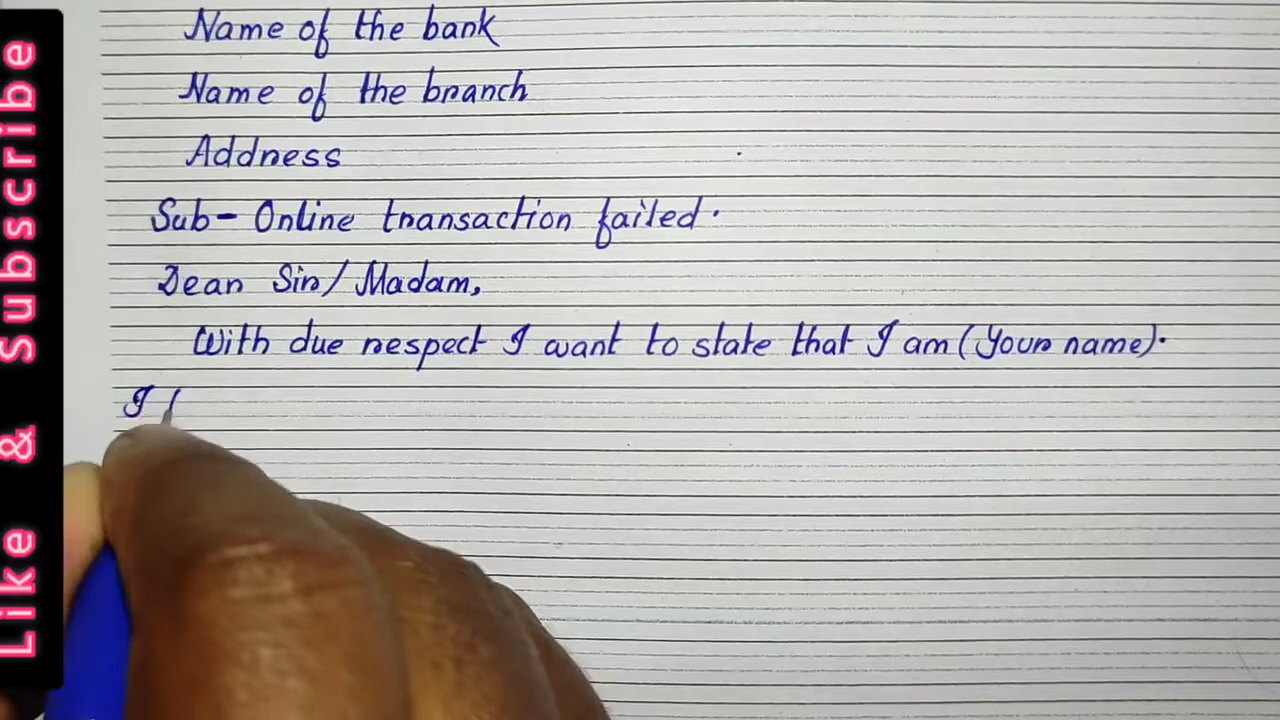 Name of the bank
Name of the branch
Address
Sub- Online transaction failed.
Dear Sir/Madam,
With due respect I want to state that I am (Your name).
I
Like & Subscribe